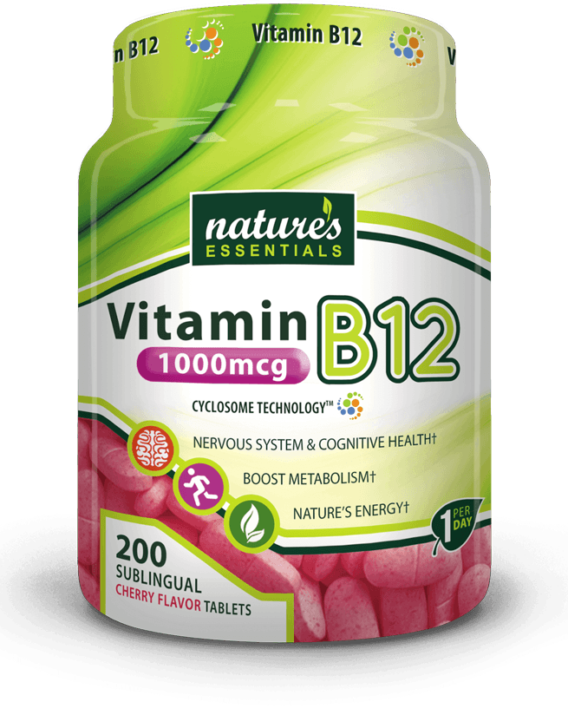 n B12
Vitamin B12
V
nature's
ESSENTIALS
Vitamin B12
1000mcg
CYCLOSOME TECHNOLOGY™
NERVOUS SYSTEM & COGNITIVE HEALTH†
BOOST METABOLISM†
NATURE'S ENERGY†
1 PER
DAY
200
SUBLINGUAL
CHERRY FLAVOR TABLETS